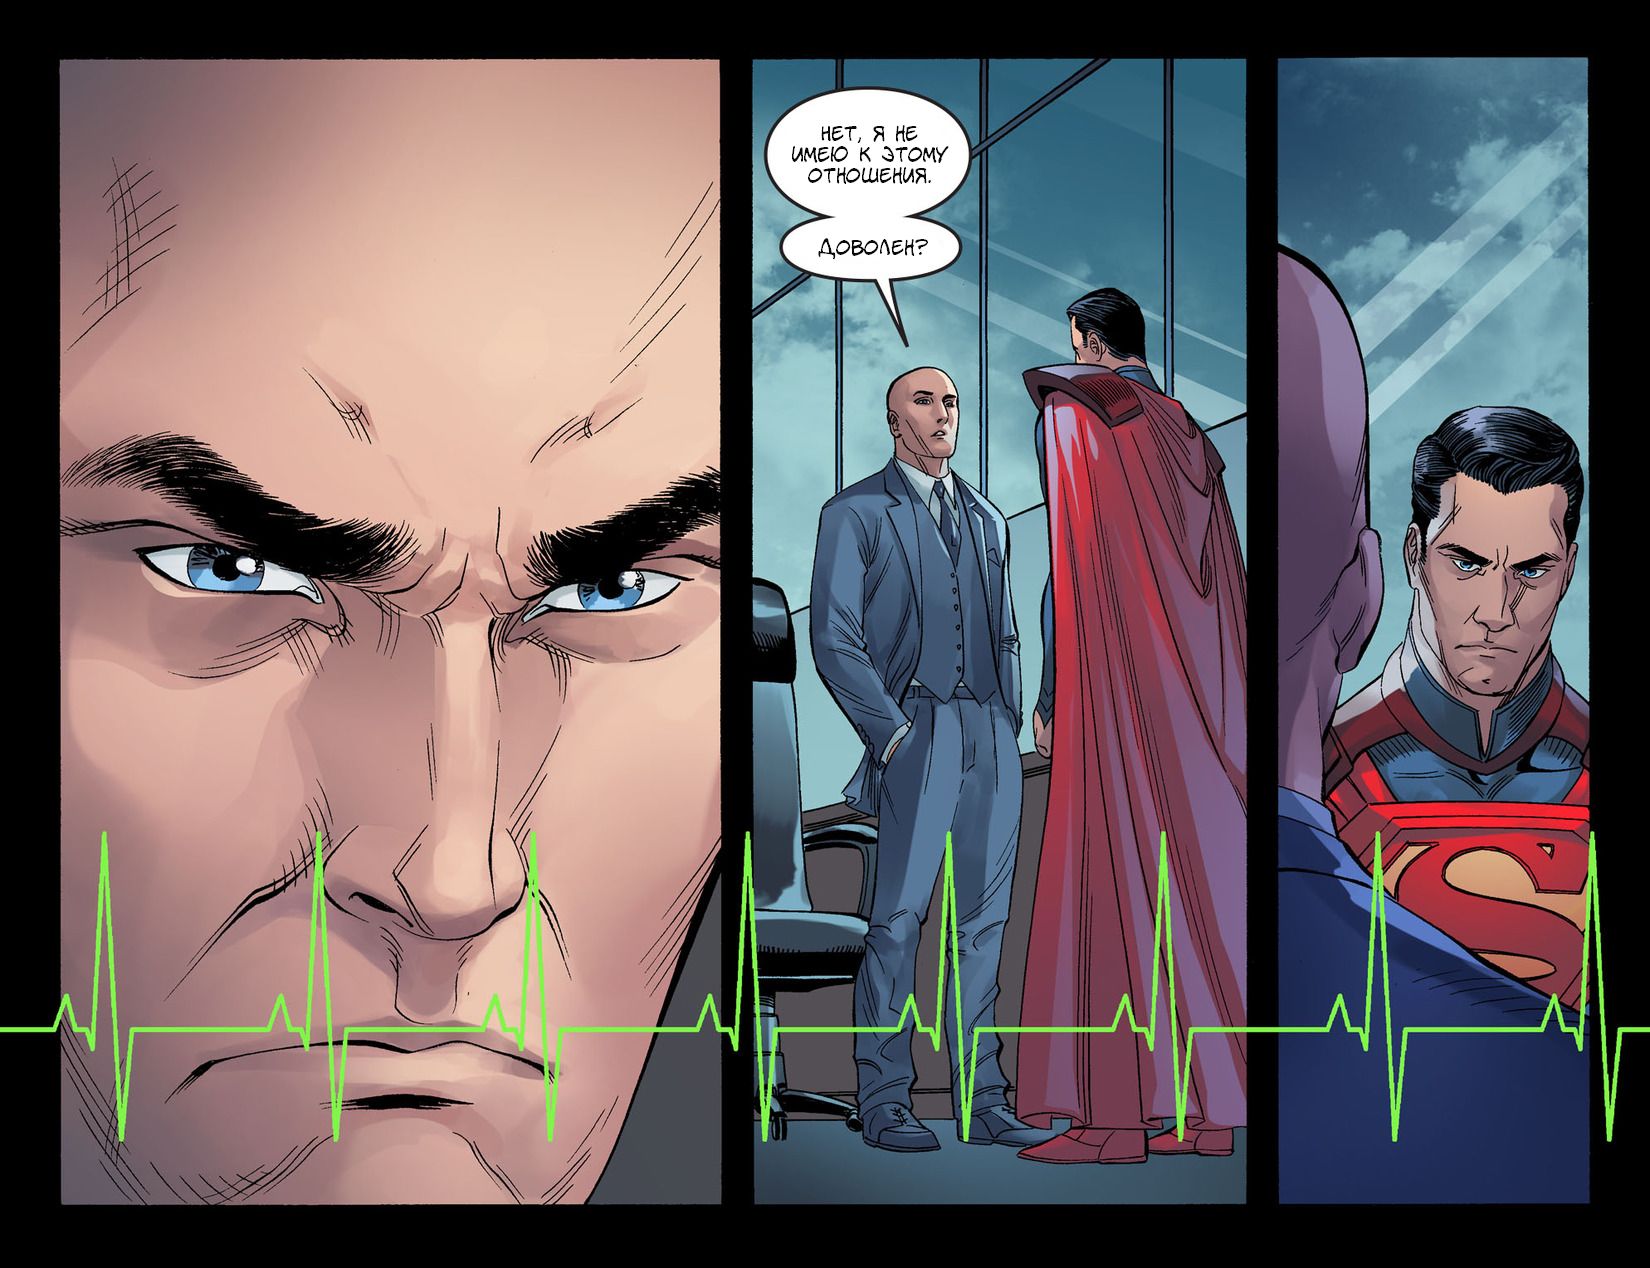 НЕТ, Я НЕ
ИМЕЮ К ЭТОМУ
ОТНОШЕНИЯ.
ДОВОЛЕН?
S